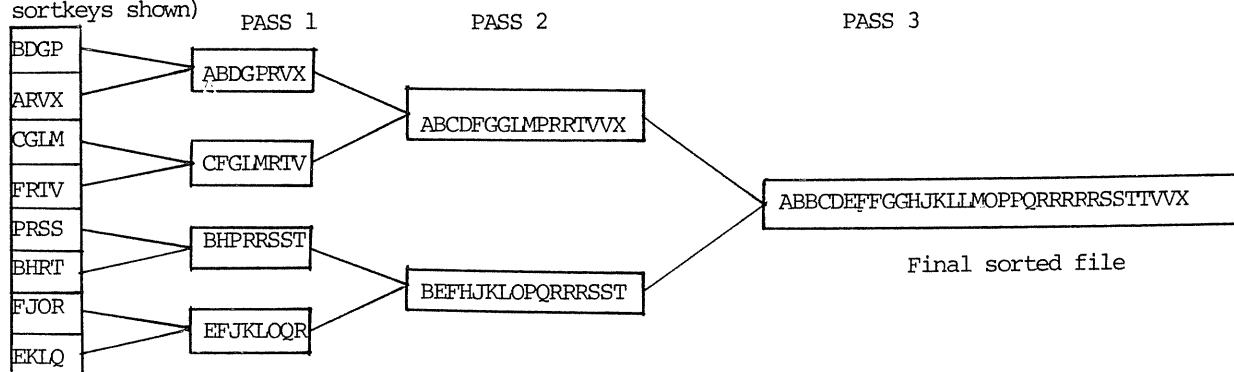 sortkeys shown)
PASS 1
PASS 2
PASS 3
BDGP
ARVX
CGLM
FRTV
PRSS
BHRT
FJOR
EKLQ
ABDGPRVX
CFGLMRTV
BHPRRSST
EFJKLOQR
ABCDFGGLMPRRTVVX
BEFHJKLOPQRRRSST
ABBCDEFFGGHJKLLMOPPQRRRRRSSTTVVX
Final sorted file